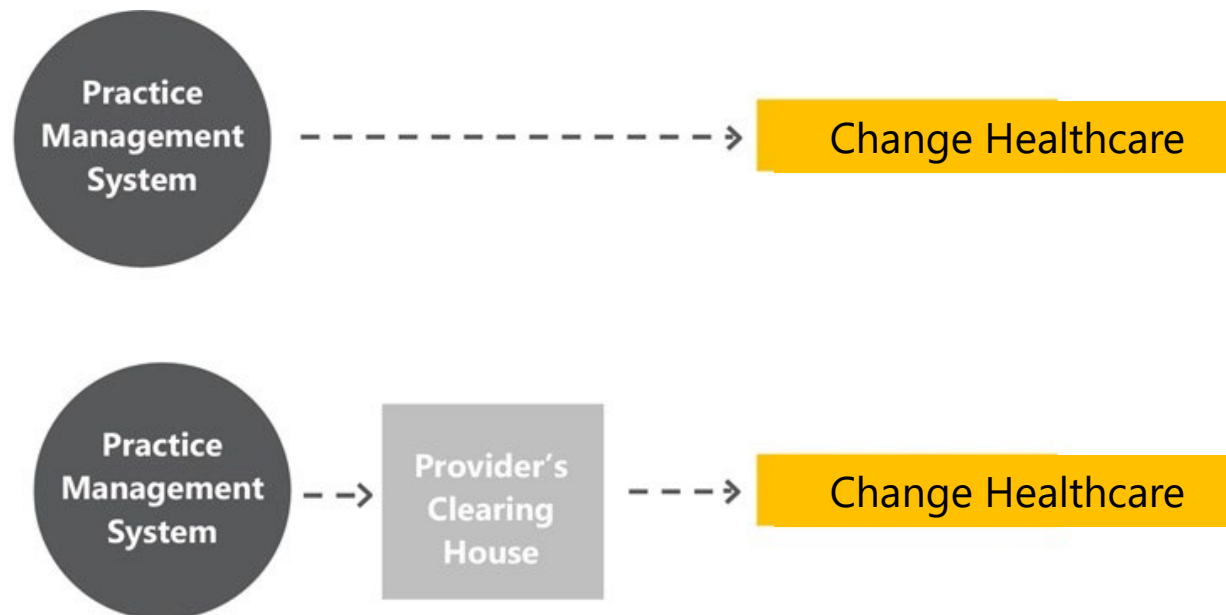 Practice
Management
System
Change Healthcare
Practice
Management
System
Provider’s
Clearing
House
Change Healthcare